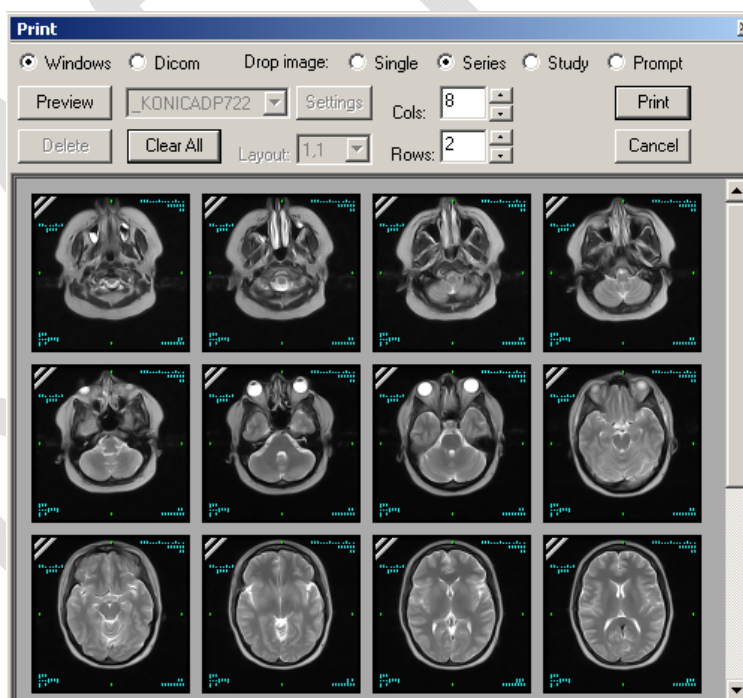 Print
Windows Dicom Drop image: Single Series Study Prompt
Preview _KONICADP722 Settings Cols: 8 Print
Delete Clear All Layout: 1,1 Rows: 2 Cancel